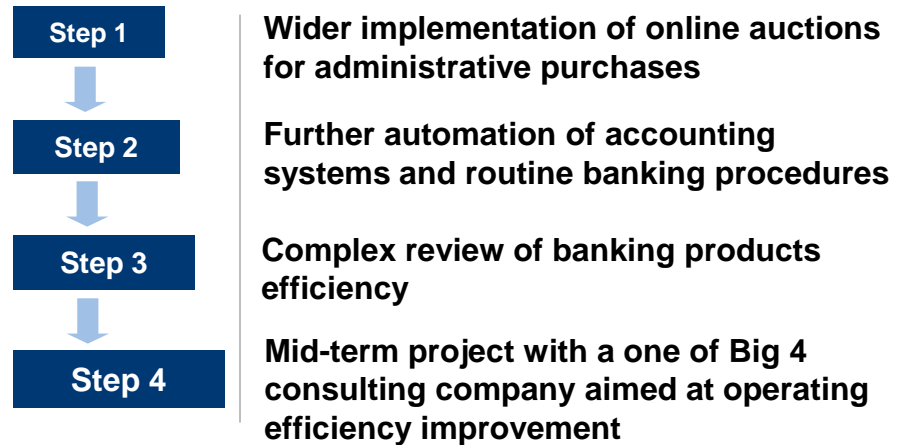 Step 1
Wider implementation of online auctions
for administrative purchases
Step 2
Further automation of accounting
systems and routine banking procedures
Step 3
Complex review of banking products
efficiency
Step 4
Mid-term project with a one of Big 4
consulting company aimed at operating
efficiency improvement